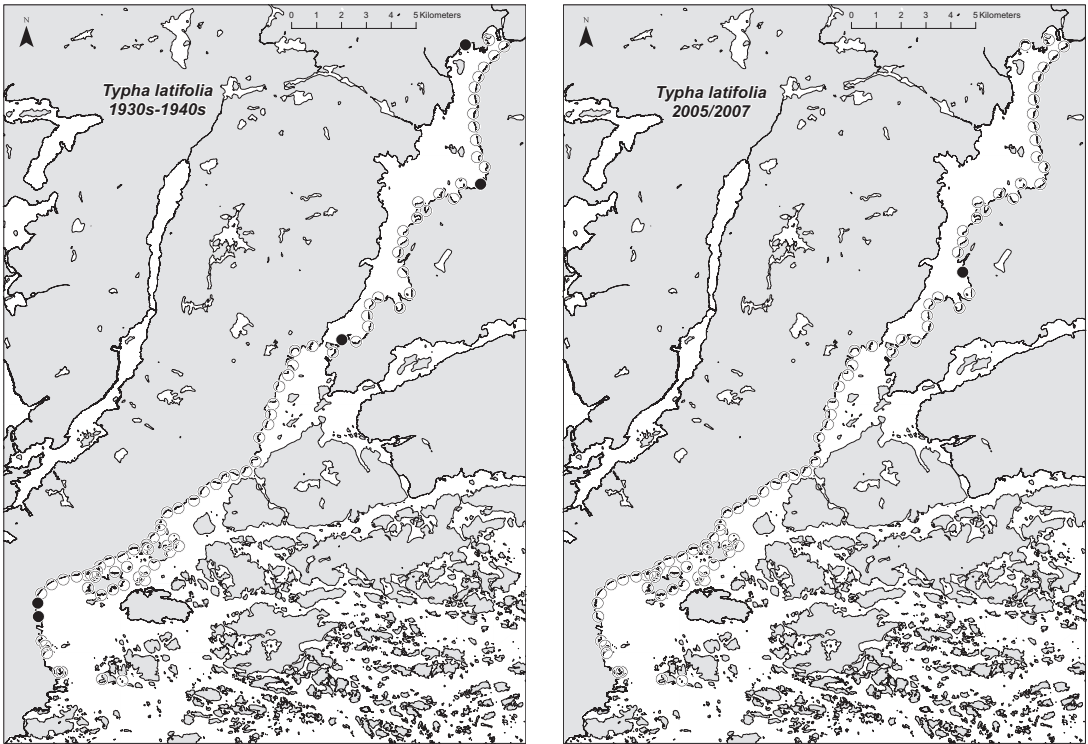 N
0 1 2 3 4 5 Kilometers
Typha latifolia
1930s-1940s
N
0 1 2 3 4 5 Kilometers
Typha latifolia
2005/2007